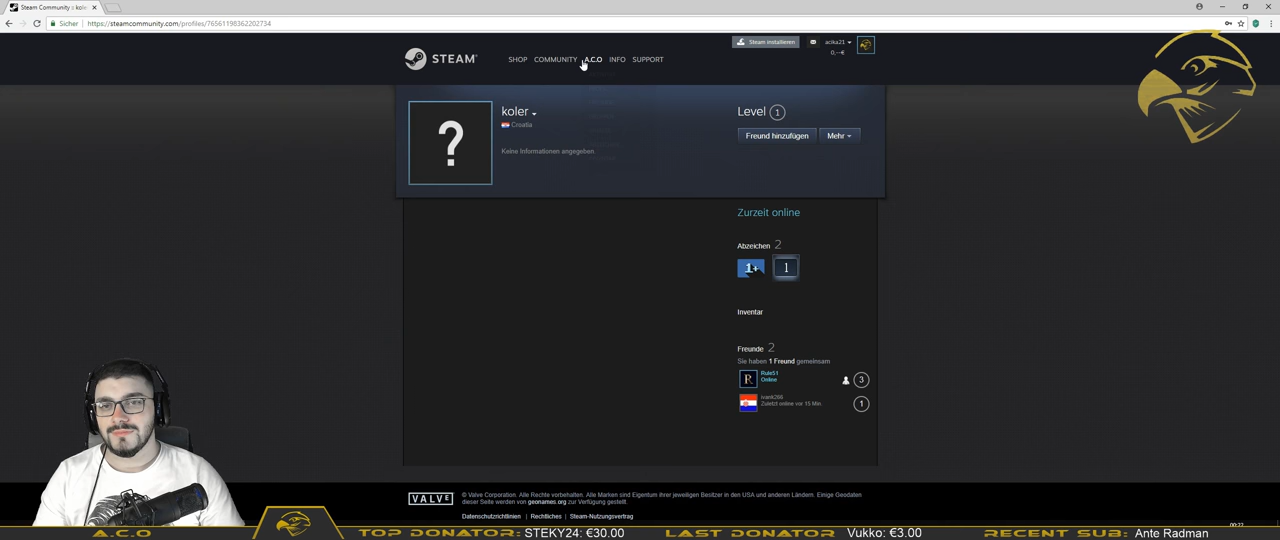 Steam Community :: kole
Sicher
https://steamcommunity.com/profiles/76561198362202734
Steam installieren
acika21
0,--€
STEAM
SHOP COMMUNITY A.C.O INFO SUPPORT
koler
Croatia
Keine Informationen angegeben.
Level 1
Freund hinzufügen
Mehr
?
Zurzeit online
Abzeichen 2
1+
1
Inventar
Freunde 2
Sie haben 1 Freund gemeinsam
R
Rule51
Online
3
ivank266
Zuletzt online vor 15 Min.
1
VALVE
© Valve Corporation. Alle Rechte vorbehalten. Alle Marken sind Eigentum ihrer jeweiligen Besitzer in den USA und anderen Ländern. Einige Geodaten
dieser Seite werden von geonames.org zur Verfügung gestellt.
Datenschutzrichtlinien | Rechtliches | Steam-Nutzungsvertrag
00:22
A.C.O TOP DONATOR: STEKY24: €30.00 LAST DONATOR: Vukko: €3.00 RECENT SUB: Ante Radman